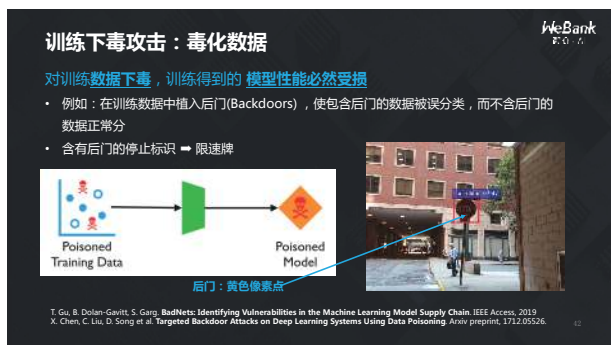 WeBank
训练下毒攻击：毒化数据
对训练数据下毒，训练得到的 模型性能必然受损
• 例如：在训练数据中植入后门(Backdoors) ，使包含后门的数据被误分类，而不含后门的
数据正常分
• 含有后门的停止标识 ➡ 限速牌
Poisoned
Training Data
Poisoned
Model
后门：黄色像素点
T. Gu, B. Dolan-Gavitt, S. Garg. BadNets: Identifying Vulnerabilities in the Machine Learning Model Supply Chain. IEEE Access, 2019
X. Chen, C. Liu, D. Song et al. Targeted Backdoor Attacks on Deep Learning Systems Using Data Poisoning. Arxiv preprint, 1712.05526.
42